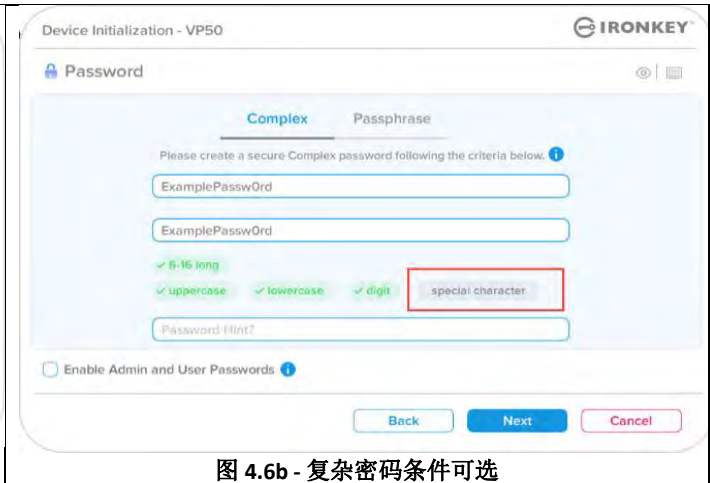 Device Initialization - VP50
IRONKEY
Password
Complex Passphrase
Please create a secure Complex password following the criteria below.
ExamplePassw0rd
ExamplePassw0rd
✓ 6-16 long
✓ uppercase ✓ lowercase ✓ digit special character
Password Hint?
Enable Admin and User Passwords
Back Next Cancel
图 4.6b - 复杂密码条件可选